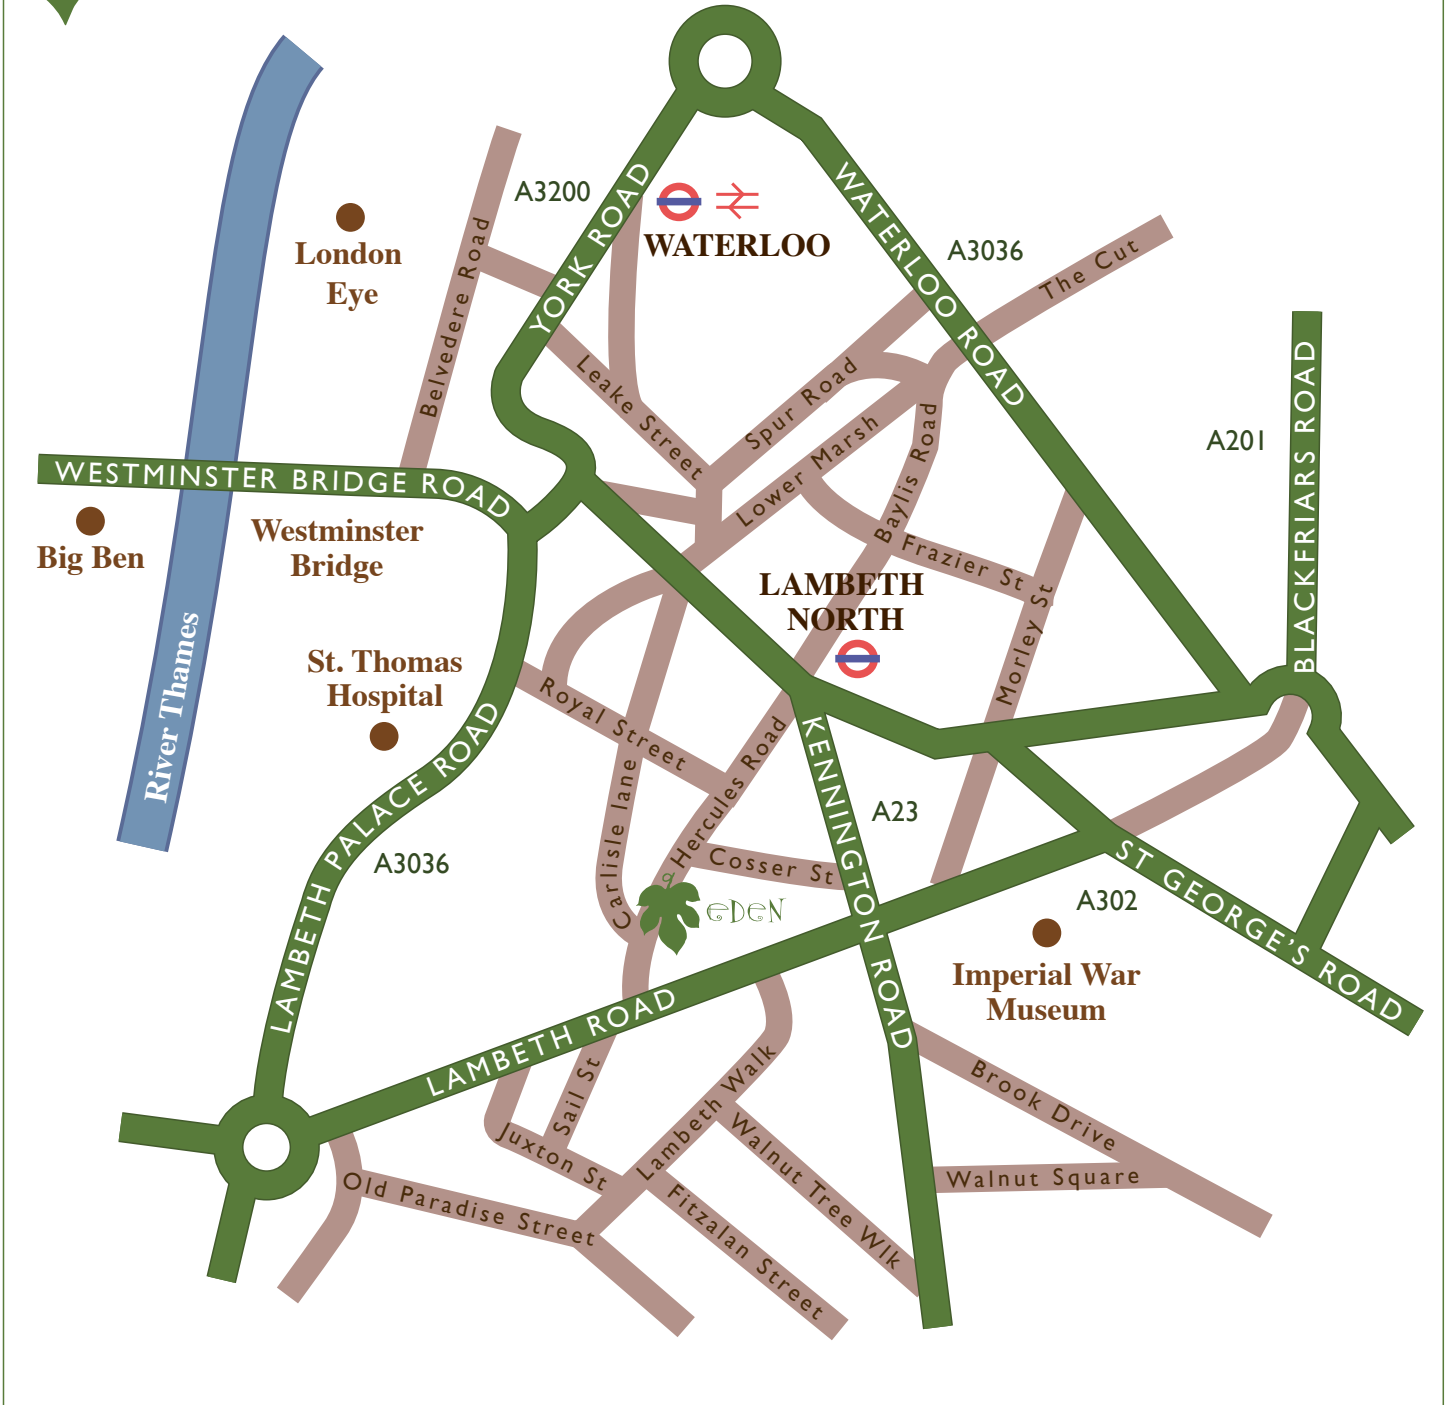 A3200
YORK ROAD
WATERLOO
WATERLOO ROAD
A3036
The Cut
London
Eye
Belvedere Road
Leake Street
Spur Road
Lower Marsh
Baylis Road
A201
BLACKFRIARS ROAD
WESTMINSTER BRIDGE ROAD
Big Ben
Westminster
Bridge
Frazier St
LAMBETH
NORTH
Morley St
River Thames
St. Thomas
Hospital
Royal Street
LAMBETH PALACE ROAD
A3036
Carlisle lane
Hercules Road
KENNINGTON ROAD
A23
Cosser St
eDeN
ST GEORGE'S ROAD
A302
Imperial War
Museum
LAMBETH ROAD
Sail St
Juxton St
Lambeth Walk
Walnut Tree Wlk
Brook Drive
Walnut Square
Old Paradise Street
Fitzalan Street